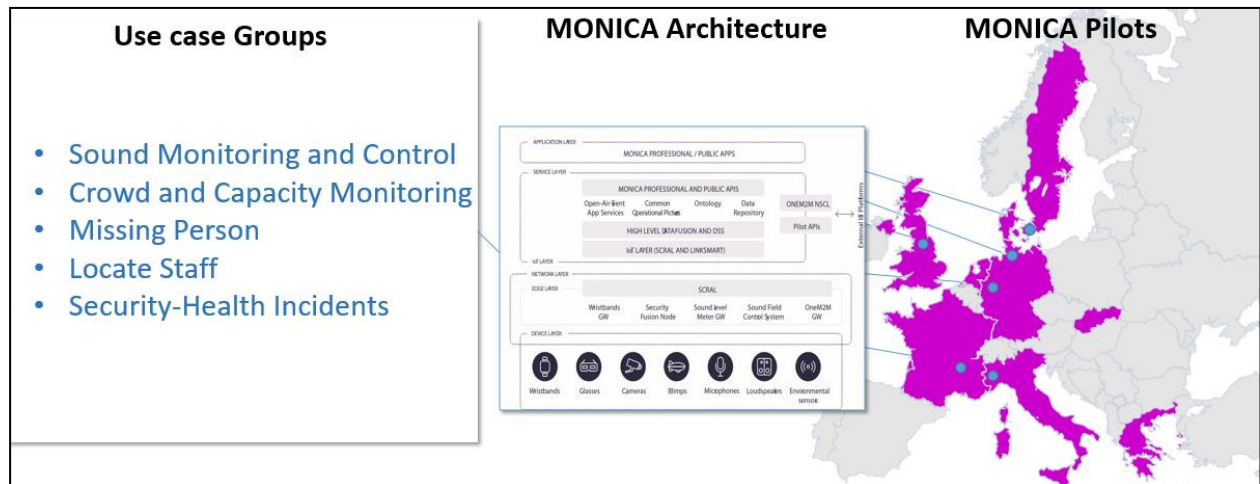 Use case Groups
MONICA Architecture
MONICA Pilots
• Sound Monitoring and Control
• Crowd and Capacity Monitoring
• Missing Person
• Locate Staff
• Security-Health Incidents
APPLICATION LAYER
MONICA PROFESSIONAL / PUBLIC APPS
SERVICE LAYER
MONICA PROFESSIONAL AND PUBLIC APIS
Open-Air Event
App Services
Common
Operational Picture
Ontology
Data
Repository
ONEM2M NSCL
Pilot APIs
External IoT Platforms
HIGH LEVEL DATAFUSION AND DSS
IoT LAYER (SCRAL AND LINKSMART)
IoT LAYER
NETWORK LAYER
EDGE LAYER
SCRAL
Wristbands
GW
Security
Fusion Node
Sound level
Meter GW
Sound Field
Control System
OneM2M
GW
DEVICE LAYER
Wristbands
Glasses
Cameras
Blimps
Microphones
Loudspeakers
Environmental
sensors